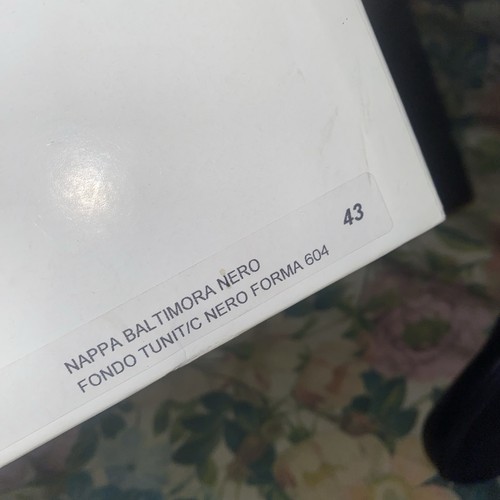 43
NAPPA BALTIMORA NERO
FONDO TUNIT/C NERO FORMA 604